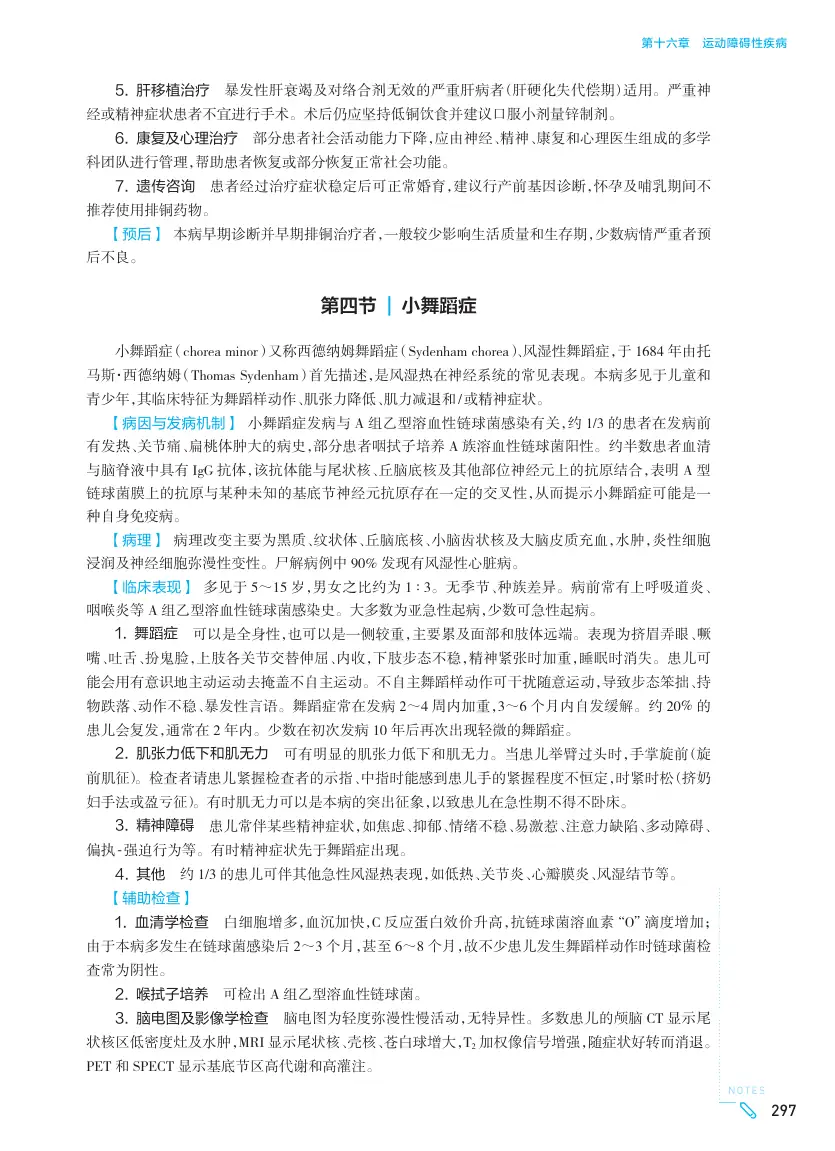 第十六章 运动障碍性疾病
5. 肝移植治疗 暴发性肝衰竭及对络合剂无效的严重肝病者(肝硬化失代偿期)适用。严重神
经或精神症状患者不宜进行手术。术后仍应坚持低铜饮食并建议口服小剂量锌制剂。
6. 康复及心理治疗 部分患者社会活动能力下降,应由神经、精神、康复和心理医生组成的多学
科团队进行管理,帮助患者恢复或部分恢复正常社会功能。
7. 遗传咨询 患者经过治疗症状稳定后可正常婚育,建议行产前基因诊断,怀孕及哺乳期间不
推荐使用排铜药物。
【预后】 本病早期诊断并早期排铜治疗者,一般较少影响生活质量和生存期,少数病情严重者预
后不良。
第四节 | 小舞蹈症
小舞蹈症(chorea minor)又称西德纳姆舞蹈症(Sydenham chorea)、风湿性舞蹈症,于 1684 年由托
马斯·西德纳姆(Thomas Sydenham)首先描述,是风湿热在神经系统的常见表现。本病多见于儿童和
青少年,其临床特征为舞蹈样动作、肌张力降低、肌力减退和/或精神症状。
【病因与发病机制】 小舞蹈症发病与 A 组乙型溶血性链球菌感染有关,约 1/3 的患者在发病前
有发热、关节痛、扁桃体肿大的病史,部分患者咽拭子培养 A 族溶血性链球菌阳性。约半数患者血清
与脑脊液中具有 IgG 抗体,该抗体能与尾状核、丘脑底核及其他部位神经元上的抗原结合,表明 A 型
链球菌膜上的抗原与某种未知的基底节神经元抗原存在一定的交叉性,从而提示小舞蹈症可能是一
种自身免疫病。
【病理】 病理改变主要为黑质、纹状体、丘脑底核、小脑齿状核及大脑皮质充血,水肿,炎性细胞
浸润及神经细胞弥漫性变性。尸解病例中 90% 发现有风湿性心脏病。
【临床表现】 多见于 5～15 岁,男女之比约为 1∶3。无季节、种族差异。病前常有上呼吸道炎、
咽喉炎等 A 组乙型溶血性链球菌感染史。大多数为亚急性起病,少数可急性起病。
1. 舞蹈症 可以是全身性,也可以是一侧较重,主要累及面部和肢体远端。表现为挤眉弄眼、噘
嘴、吐舌、扮鬼脸,上肢各关节交替伸屈、内收,下肢步态不稳,精神紧张时加重,睡眠时消失。患儿可
能会用有意识地主动运动去掩盖不自主运动。不自主舞蹈样动作可干扰随意运动,导致步态笨拙、持
物跌落、动作不稳、暴发性言语。舞蹈症常在发病 2～4 周内加重,3～6 个月内自发缓解。约 20% 的
患儿会复发,通常在 2 年内。少数在初次发病 10 年后再次出现轻微的舞蹈症。
2. 肌张力低下和肌无力 可有明显的肌张力低下和肌无力。当患儿举臂过头时,手掌旋前(旋
前肌征)。检查者请患儿紧握检查者的示指、中指时能感到患儿手的紧握程度不恒定,时紧时松(挤奶
妇手法或盈亏征)。有时肌无力可以是本病的突出征象,以致患儿在急性期不得不卧床。
3. 精神障碍 患儿常伴某些精神症状,如焦虑、抑郁、情绪不稳、易激惹、注意力缺陷、多动障碍、
偏执-强迫行为等。有时精神症状先于舞蹈症出现。
4. 其他 约 1/3 的患儿可伴其他急性风湿热表现,如低热、关节炎、心瓣膜炎、风湿结节等。
【辅助检查】
1. 血清学检查 白细胞增多,血沉加快,C 反应蛋白效价升高,抗链球菌溶血素 “O” 滴度增加;
由于本病多发生在链球菌感染后 2～3 个月,甚至 6～8 个月,故不少患儿发生舞蹈样动作时链球菌检
查常为阴性。
2. 喉拭子培养 可检出 A 组乙型溶血性链球菌。
3. 脑电图及影像学检查 脑电图为轻度弥漫性慢活动,无特异性。多数患儿的颅脑 CT 显示尾
状核区低密度灶及水肿,MRI 显示尾状核、壳核、苍白球增大,T₂ 加权像信号增强,随症状好转而消退。
PET 和 SPECT 显示基底节区高代谢和高灌注。
NOTES
297